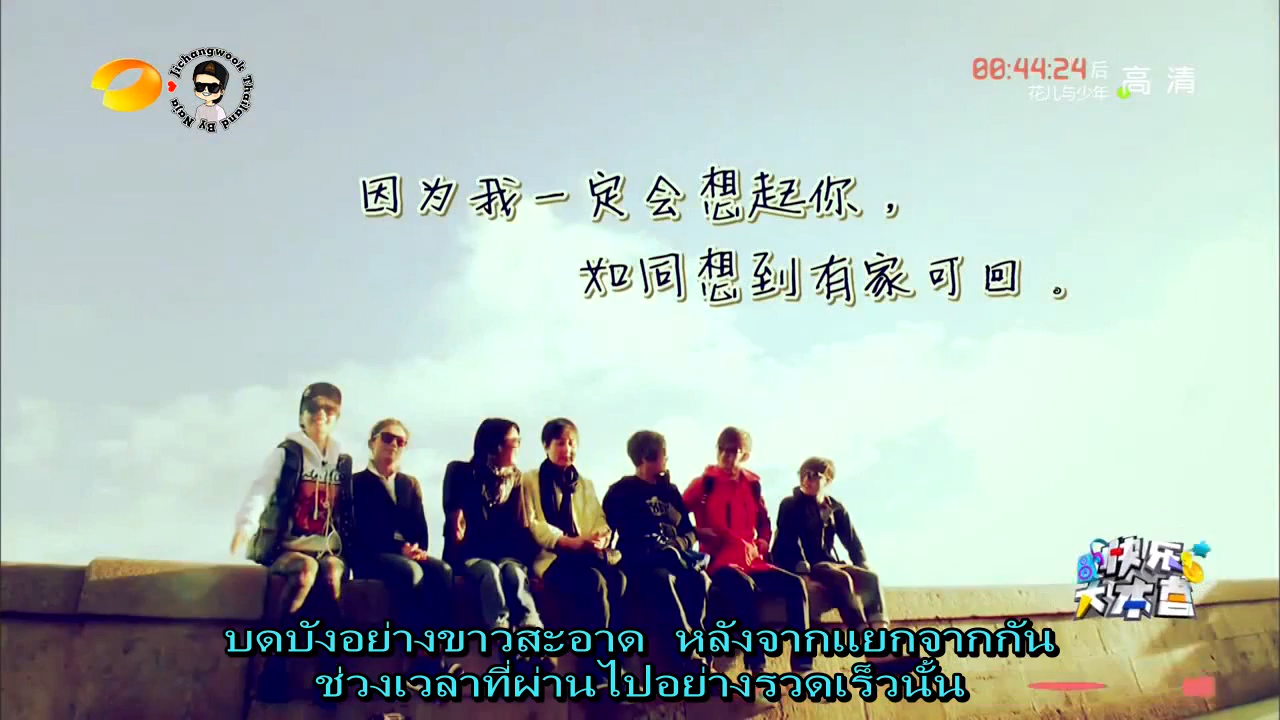 Jichangwook Thailand By Naja
00:44:24后
花儿与少年
高清
因为我一定会想起你，
如同想到有家可回。
快乐
大本营
บดบังอย่างขาวสะอาด หลังจากแยกจากกัน
ช่วงเวลาที่ผ่านไปอย่างรวดเร็วนั้น